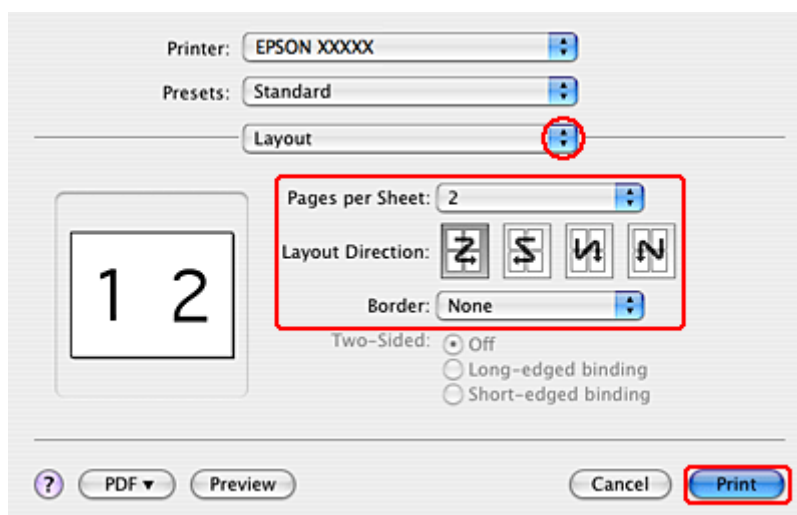 Printer: EPSON XXXXX
Presets: Standard
Layout
Pages per Sheet: 2
Layout Direction:
1 2
Border: None
Two-Sided: Off
Long-edged binding
Short-edged binding
? PDF Preview Cancel Print